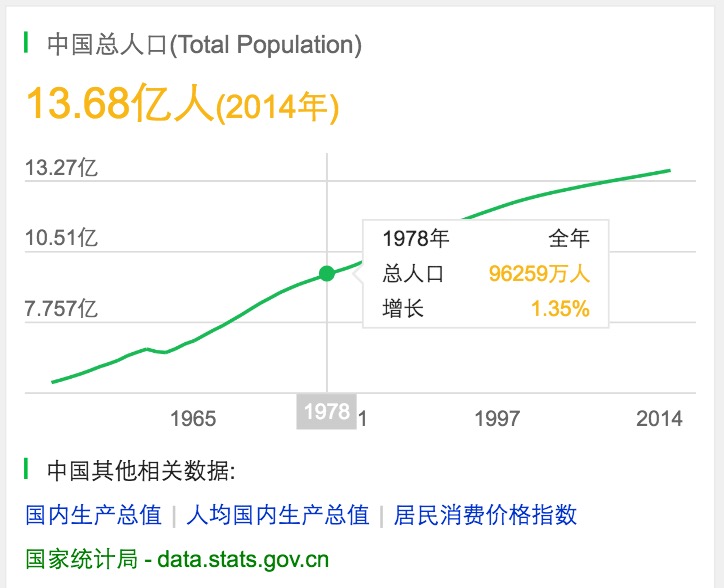 中国总人口(Total Population)
13.68亿人(2014年)
13.27亿
10.51亿
7.757亿
1978年 全年
总人口 96259万人
增长 1.35%
1965 1978 1 1997 2014
中国其他相关数据:
国内生产总值 | 人均国内生产总值 | 居民消费价格指数
国家统计局 - data.stats.gov.cn